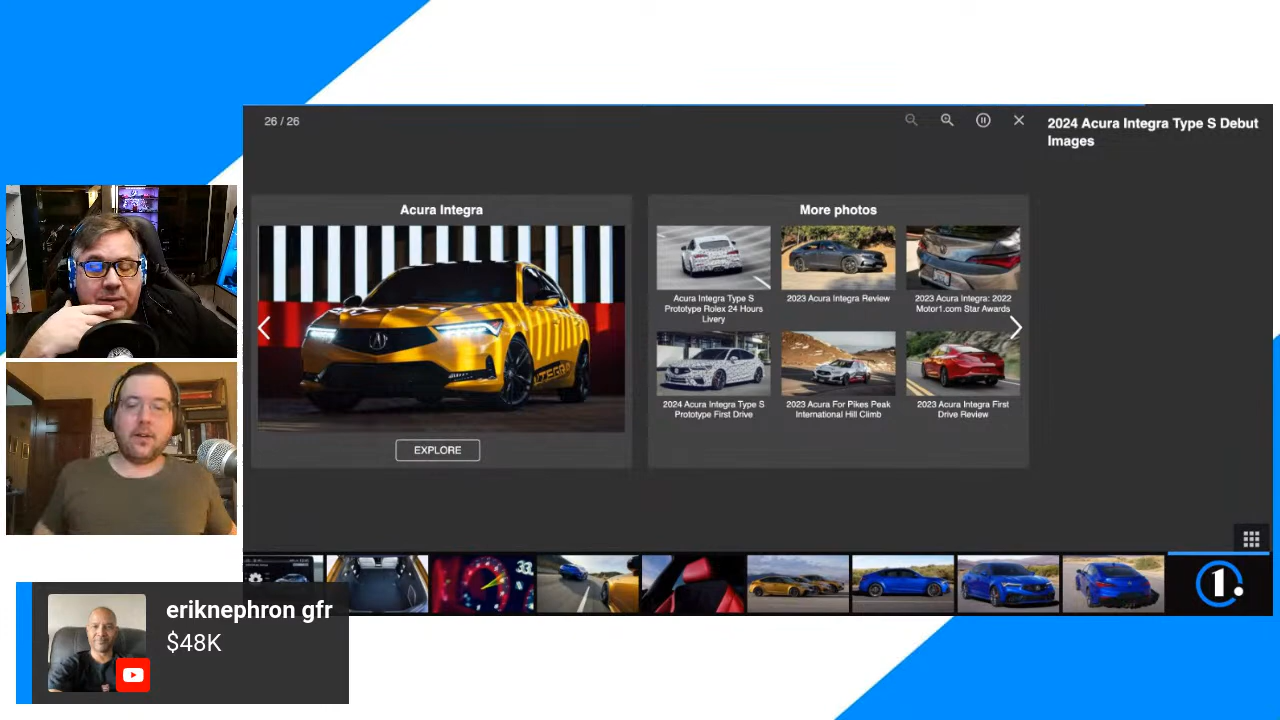 26 / 26
2024 Acura Integra Type S Debut
Images
Acura Integra
INTEGRA
EXPLORE
More photos
Acura Integra Type S
Prototype Rolex 24 Hours
Livery
2023 Acura Integra Review
2023 Acura Integra: 2022
Motor1.com Star Awards
2024 Acura Integra Type S
Prototype First Drive
2023 Acura For Pikes Peak
International Hill Climb
2023 Acura Integra First
Drive Review
33
1.
eriknephron gfr
$48K